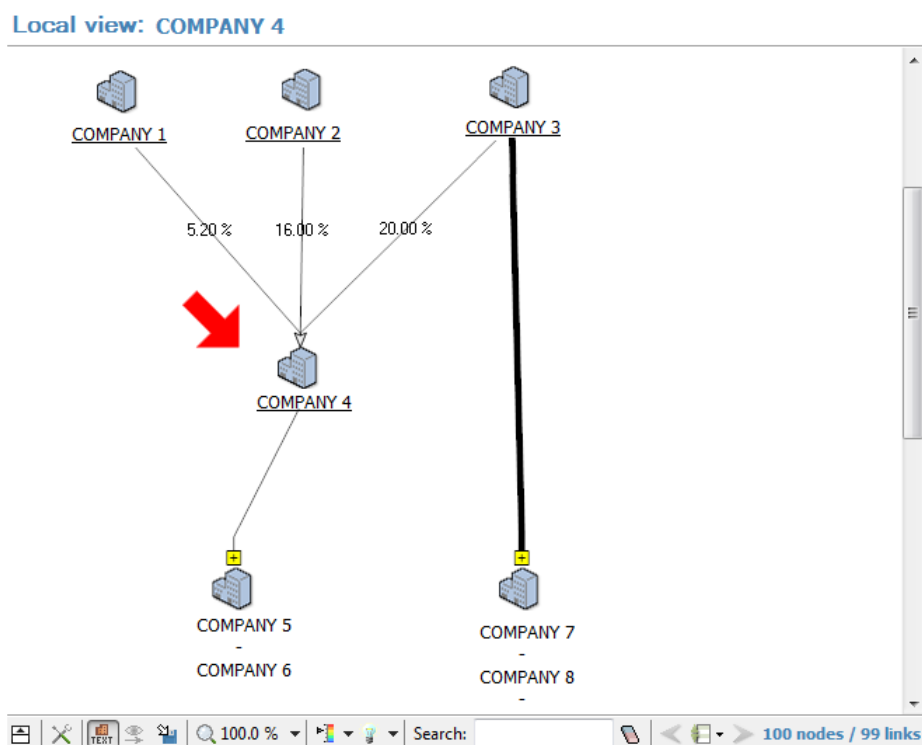 Local view: COMPANY 4
COMPANY 1
COMPANY 2
COMPANY 3
5.20 %
16.00 %
20.00 %
COMPANY 4
+
+
COMPANY 5
-
COMPANY 6
COMPANY 7
-
COMPANY 8
-
TEXT
100.0 %
Search:
100 nodes / 99 links